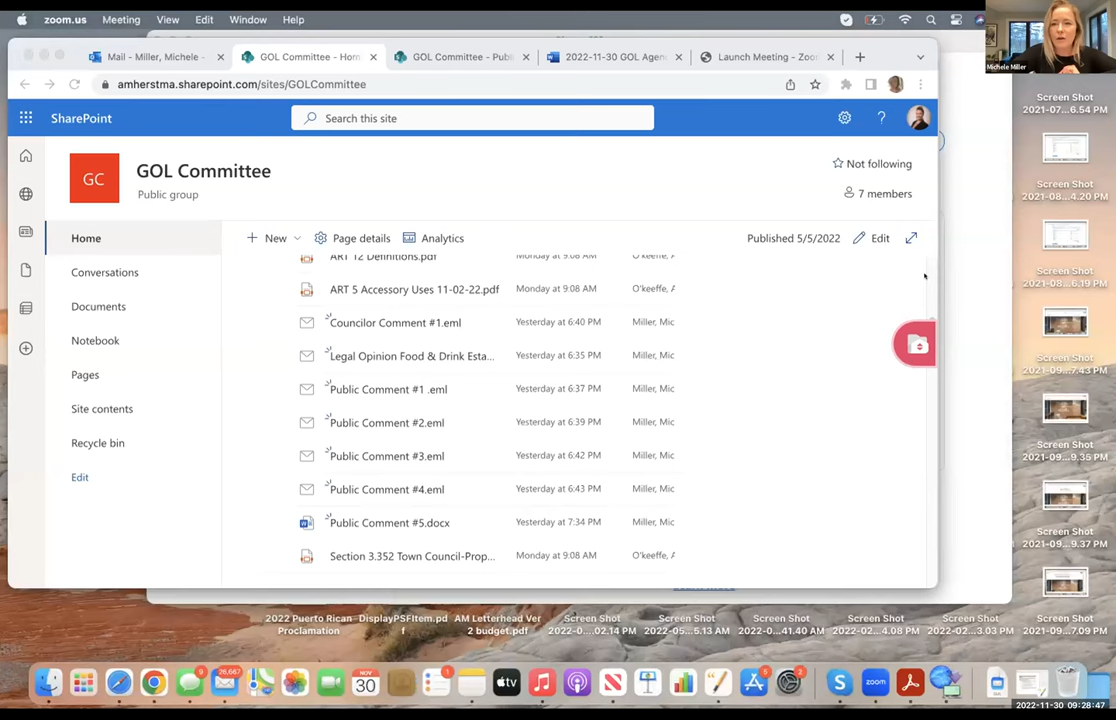 zoom.us Meeting View Edit Window Help
Mail - Miller, Michele -
GOL Committee - Hom
GOL Committee - Publ
2022-11-30 GOL Agen
Launch Meeting - Zoo
amherstma.sharepoint.com/sites/GOLCommittee
SharePoint
Search this site
GC
GOL Committee
Public group
Not following
7 members
Home
Conversations
Documents
Notebook
Pages
Site contents
Recycle bin
Edit
New
Page details
Analytics
Published 5/5/2022
Edit
ART 12 Definitions.pdf Monday at 9:08 AM O'keeffe, A
ART 5 Accessory Uses 11-02-22.pdf Monday at 9:08 AM O'keeffe, A
Councilor Comment #1.eml Yesterday at 6:40 PM Miller, Mic
Legal Opinion Food & Drink Esta... Yesterday at 6:35 PM Miller, Mic
Public Comment #1 .eml Yesterday at 6:37 PM Miller, Mic
Public Comment #2.eml Yesterday at 6:39 PM Miller, Mic
Public Comment #3.eml Yesterday at 6:42 PM Miller, Mic
Public Comment #4.eml Yesterday at 6:43 PM Miller, Mic
Public Comment #5.docx Yesterday at 7:34 PM Miller, Mic
Section 3.352 Town Council-Prop... Monday at 9:08 AM O'keeffe, A
Michele Miller
Screen Shot
2021-07...6.54 PM
Screen Shot
2021-08...4.20 PM
Screen Shot
2021-08...6.19 PM
Screen Shot
2021-09...7.43 PM
Screen Shot
2021-09...9.35 PM
Screen Shot
2021-09...9.37 PM
Screen Shot
2021-09...7.09 PM
2022 Puerto Rican
Proclamation
DisplayPSFItem.pd
f
AM Letterhead Ver
2 budget.pdf
Screen Shot
2022-0....02.14 PM
Screen Shot
2022-05...5.13 AM
Screen Shot
2022-0...41.40 AM
Screen Shot
2022-02...4.08 PM
Screen Shot
2022-02...3.03 PM
NOV
30
9
26,667
1
tv
5
2
zoom
2022-11-30 09:28:47